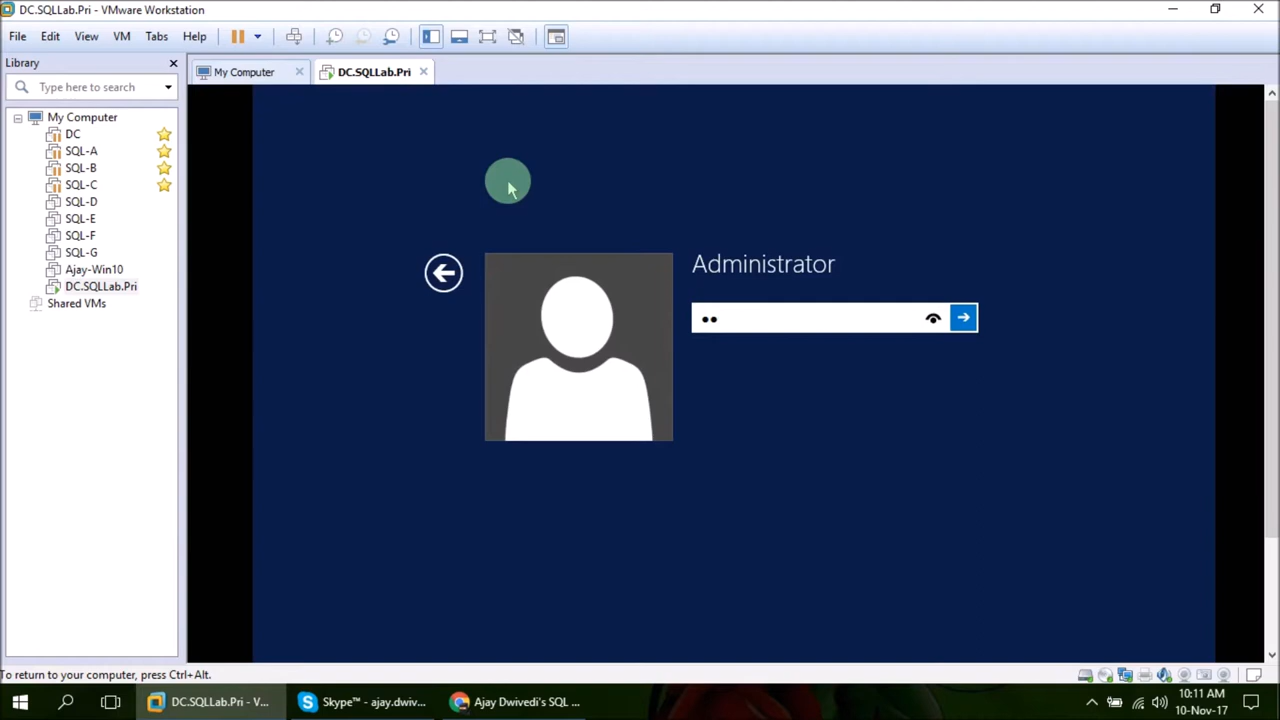 DC.SQLLab.Pri - VMware Workstation
File Edit View VM Tabs Help
Library
My Computer
DC.SQLLab.Pri
Type here to search
My Computer
DC
SQL-A
SQL-B
SQL-C
SQL-D
SQL-E
SQL-F
SQL-G
Ajay-Win10
DC.SQLLab.Pri
Shared VMs
Administrator
To return to your computer, press Ctrl+Alt.
DC.SQLLab.Pri - V...
Skype™ - ajay.dwiv...
Ajay Dwivedi's SQL ...
10:11 AM
10-Nov-17